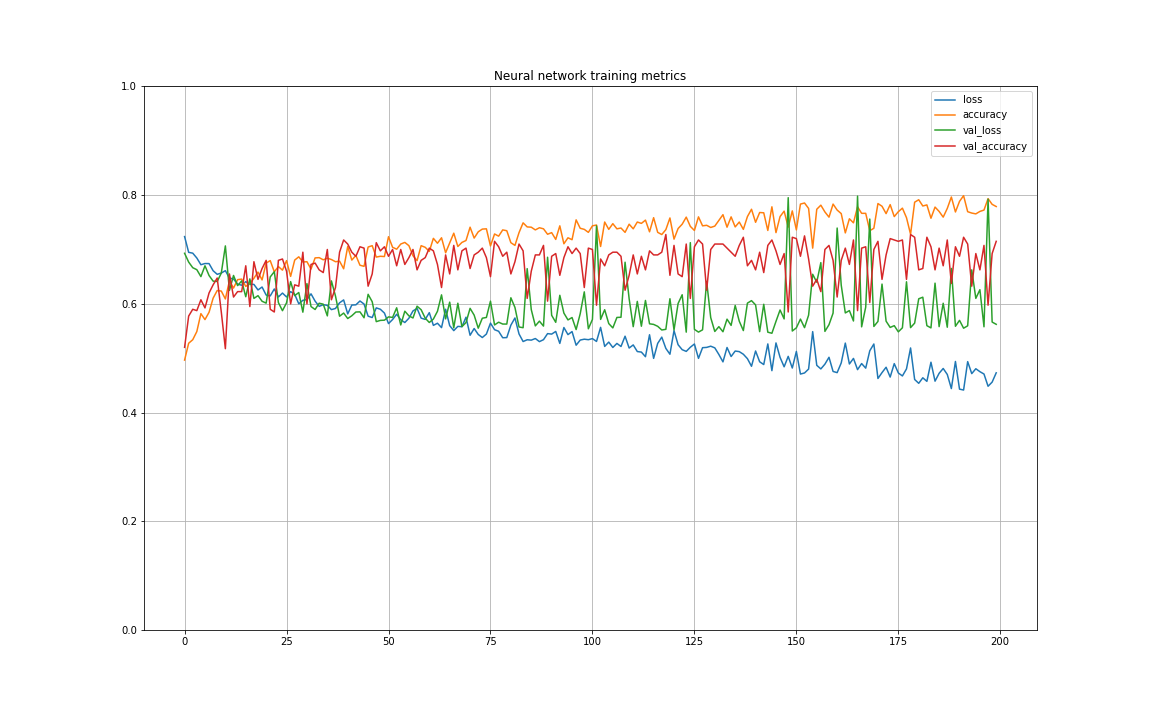 Neural network training metrics
1.0
0.8
0.6
0.4
0.2
0.0
loss
accuracy
val_loss
val_accuracy
0 25 50 75 100 125 150 175 200